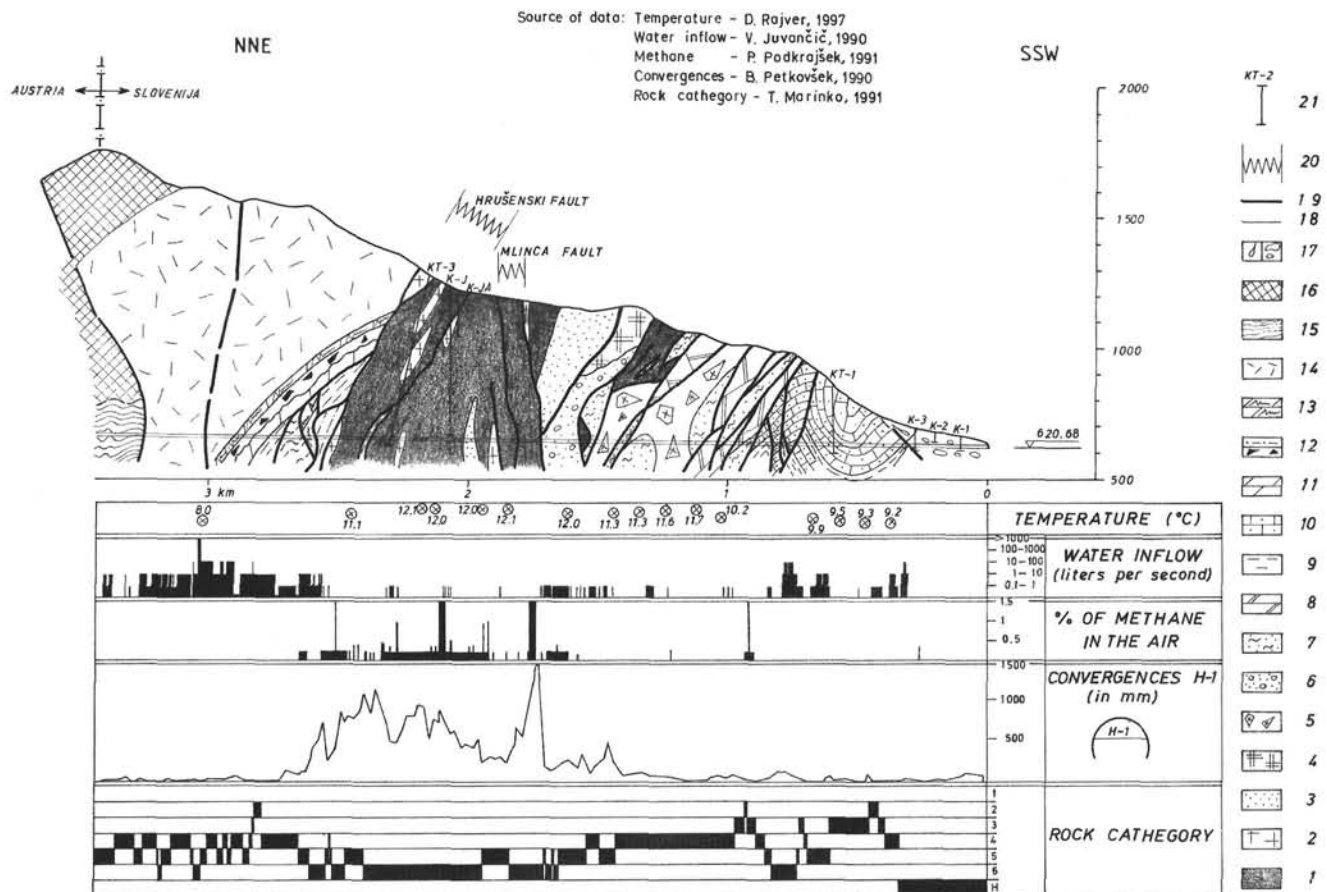 Source of data: Temperature - D. Rajver, 1997
Water inflow - V. Juvančič, 1990
Methane - P. Podkrajšek, 1991
Convergences - B. Petkovšek, 1990
Rock cathegory - T. Marinko, 1991
NNE
SSW
AUSTRIA SLOVENIJA
HRUŠENSKI FAULT
MLINCA FAULT
KT-3
K-J
K-JA
KT-1
K-3
K-2
K-1
2000
1500
1000
500
620.68
3 km
2
1
0
8.0 11.1 12.1 12.0 12.0 12.1 12.0 11.3 11.3 11.6 11.7 10.2 9.9 9.5 9.3 9.2
TEMPERATURE (°C)
>1000
100-1000
10-100
1-10
0.1-1
WATER INFLOW
(liters per second)
1.5
1
0.5
% OF METHANE
IN THE AIR
1500
1000
500
CONVERGENCES H-1
(in mm)
H-1
1
2
3
4
5
6
H
ROCK CATHEGORY
KT-2
21
20
19
18
17
16
15
14
13
12
11
10
9
8
7
6
5
4
3
2
1